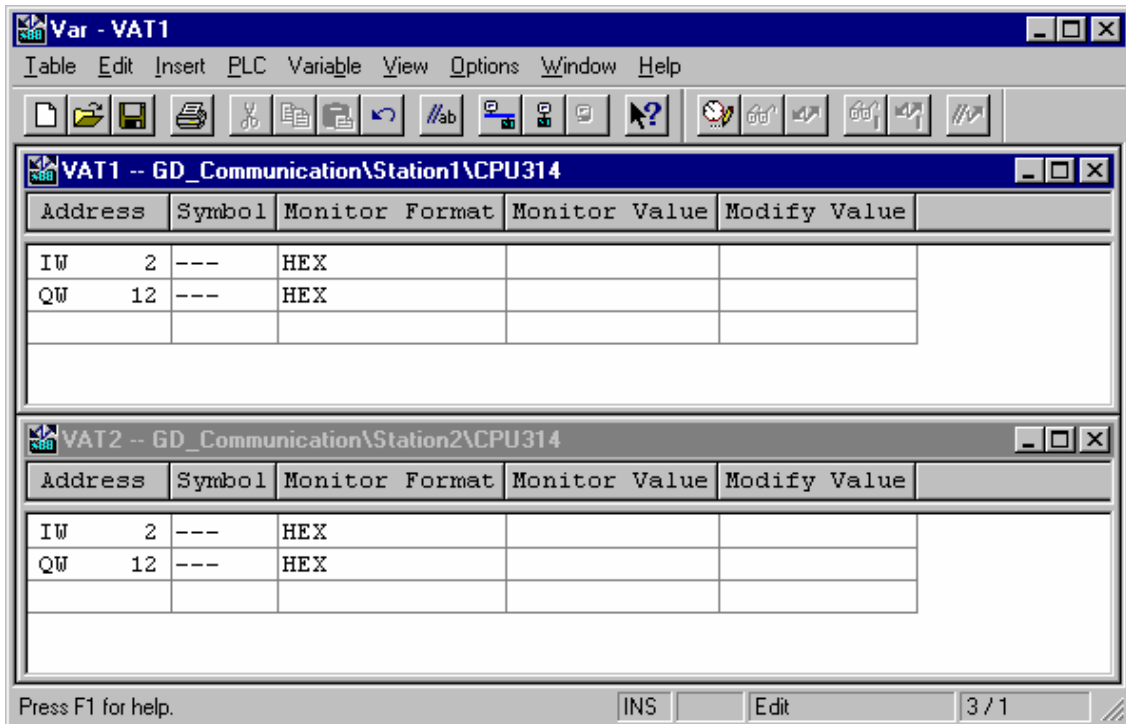 Var - VAT1
Table Edit Insert PLC Variable View Options Window Help
//ab
VAT1 -- GD_Communication\Station1\CPU314
Address Symbol Monitor Format Monitor Value Modify Value
IW 2 --- HEX
QW 12 --- HEX
VAT2 -- GD_Communication\Station2\CPU314
Address Symbol Monitor Format Monitor Value Modify Value
IW 2 --- HEX
QW 12 --- HEX
Press F1 for help. INS Edit 3 / 1